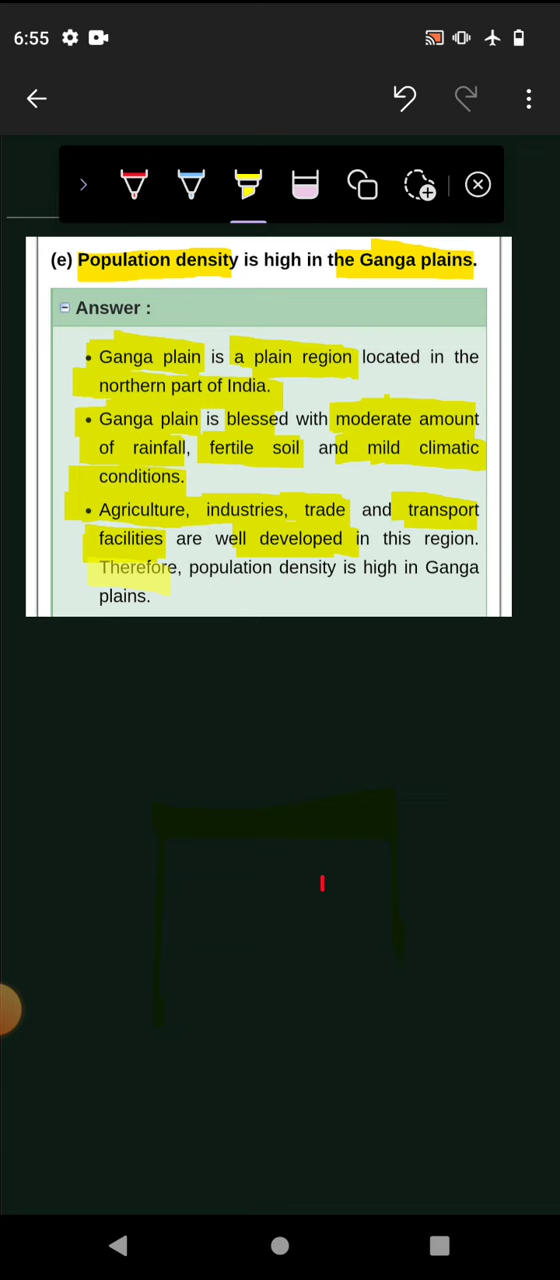 6:55
(e) Population density is high in the Ganga plains.
Answer :
• Ganga plain is a plain region located in the
northern part of India.
• Ganga plain is blessed with moderate amount
of rainfall, fertile soil and mild climatic
conditions.
• Agriculture, industries, trade and transport
facilities are well developed in this region.
Therefore, population density is high in Ganga
plains.